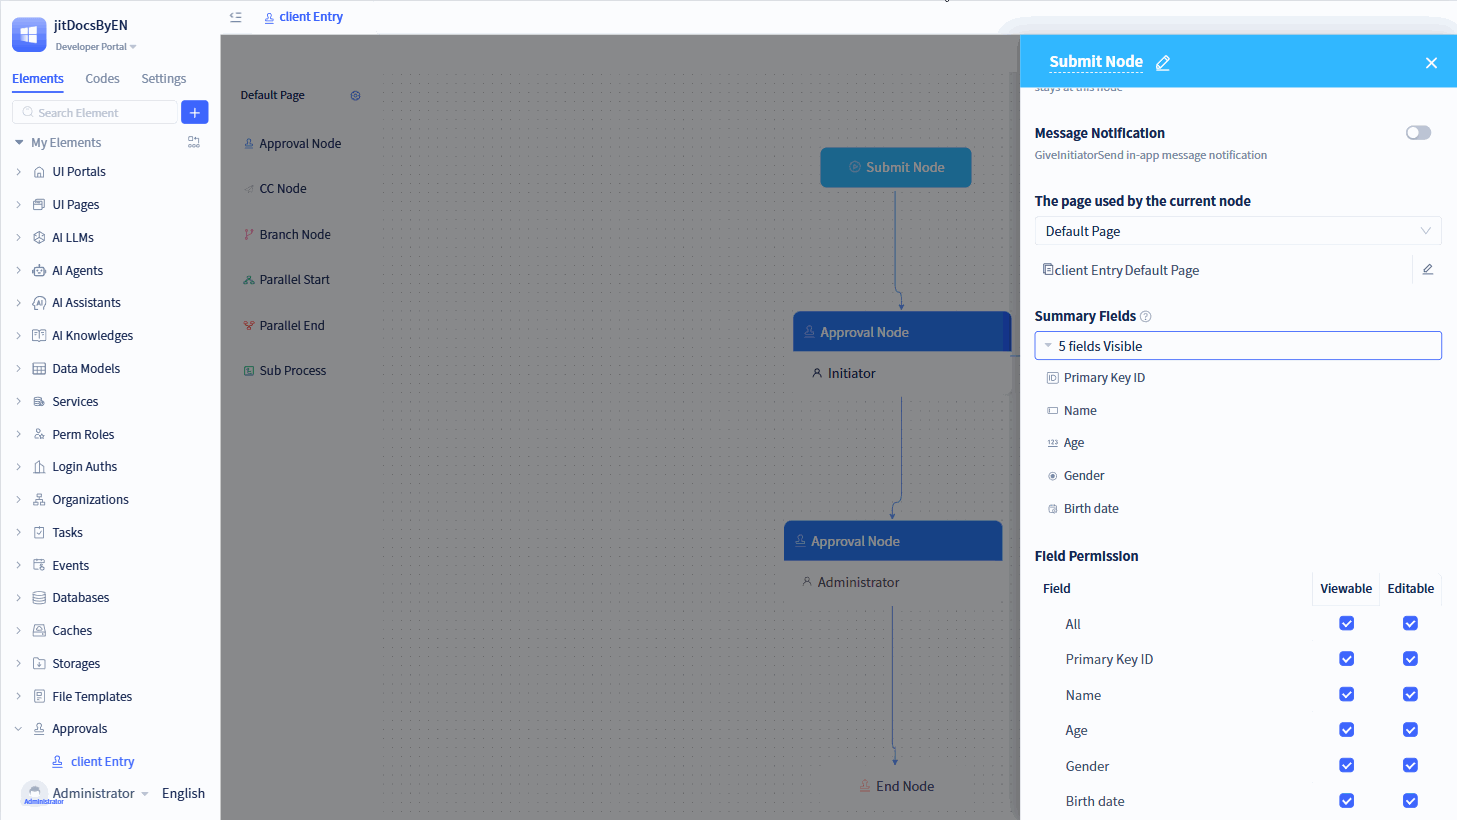 jitDocsByEN
Developer Portal
Elements
Codes
Settings
Search Element
My Elements
UI Portals
UI Pages
AI LLMs
AI Agents
AI Assistants
AI Knowledges
Data Models
Services
Perm Roles
Login Auths
Organizations
Tasks
Events
Databases
Caches
Storages
File Templates
Approvals
client Entry
Administrator
Administrator
English
client Entry
Default Page
Approval Node
CC Node
Branch Node
Parallel Start
Parallel End
Sub Process
Submit Node
Approval Node
Initiator
Approval Node
Administrator
End Node
Submit Node
stays at this node
Message Notification
GiveInitiatorSend in-app message notification
The page used by the current node
Default Page
client Entry Default Page
Summary Fields
5 fields Visible
Primary Key ID
Name
123 Age
Gender
Birth date
Field Permission
Field Viewable Editable
All
Primary Key ID
Name
Age
Gender
Birth date